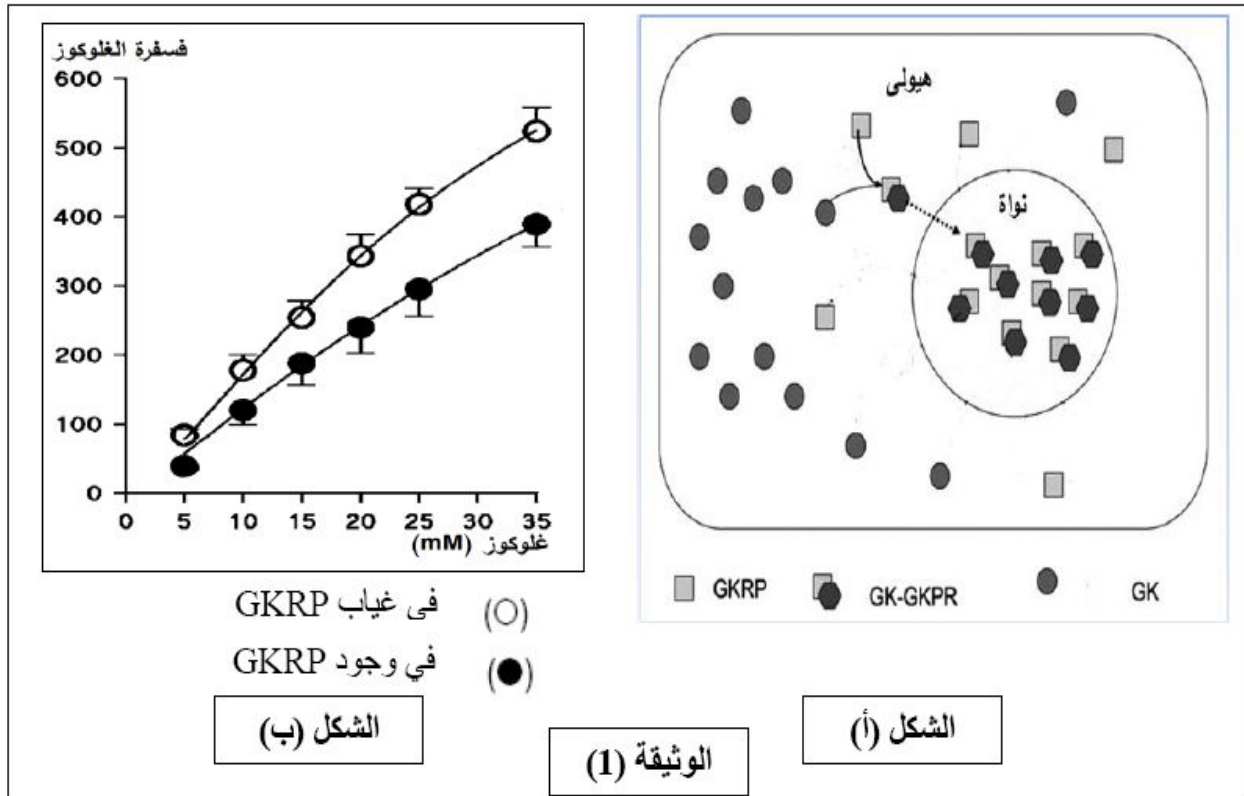 هيولى
نواة
GKRP
GK-GKPR
GK
الشكل (أ)
فسفرة الغلوكوز
600
500
400
300
200
100
0
0 5 10 15 20 25 30 35
غلوكوز (mM)
(○) فى غياب GKRP
(●) في وجود GKRP
الشكل (ب)
الوثيقة (1)